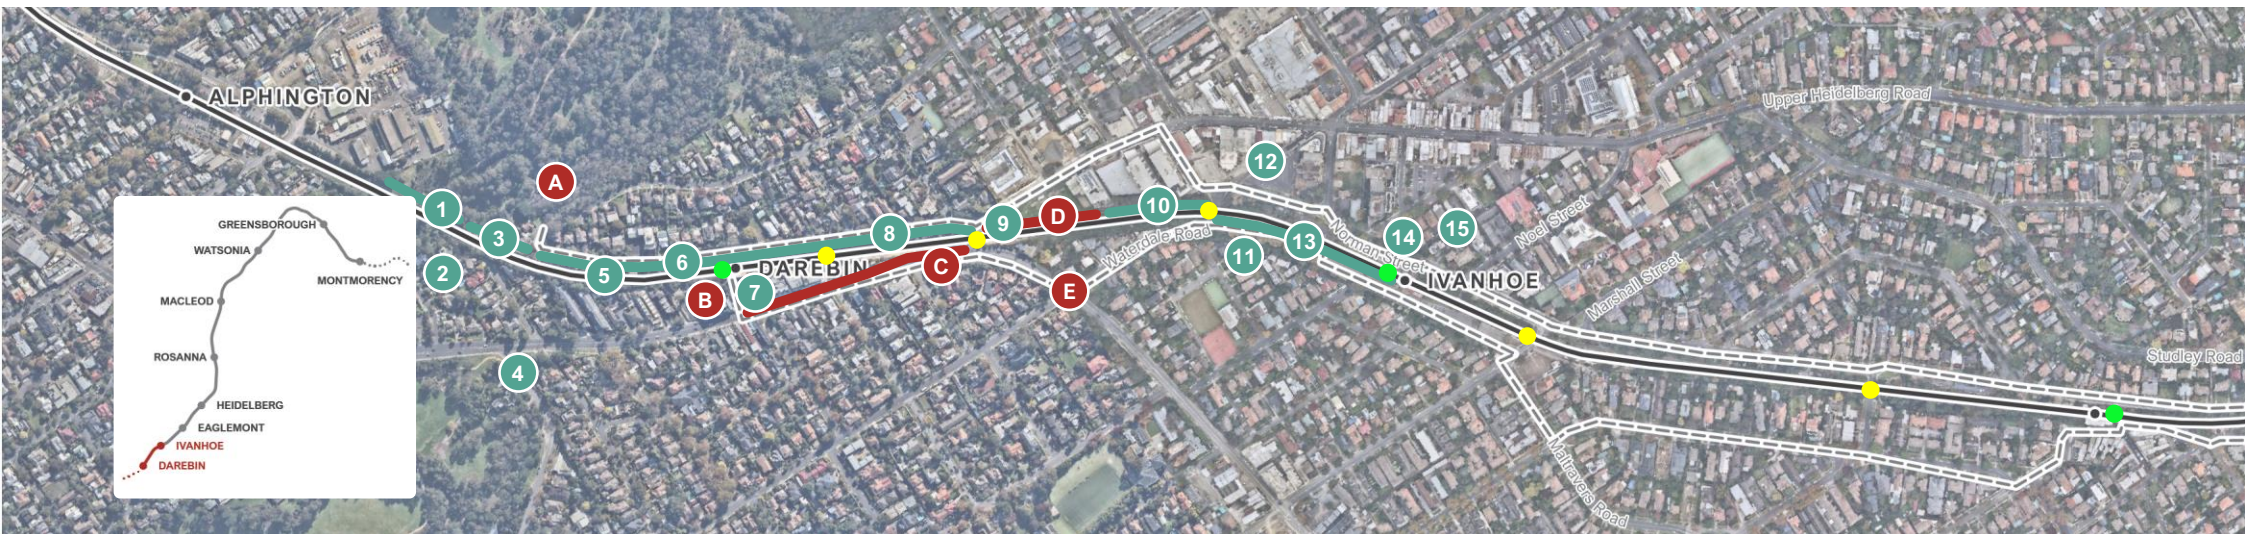 ALPHINGTON
A
1
3
2
4
5
6
B
7
DAREBIN
8
C
9
D
E
Waterdale Road
10
11
12
13
Norman Street
14
15
IVANHOE
Noel Street
Marshall Street
Upper Heidelberg Road
Studley Road
Maltravers Road
GREENSBOROUGH
WATSONIA
MONTMORENCY
MACLEOD
ROSANNA
HEIDELBERG
EAGLEMONT
IVANHOE
DAREBIN